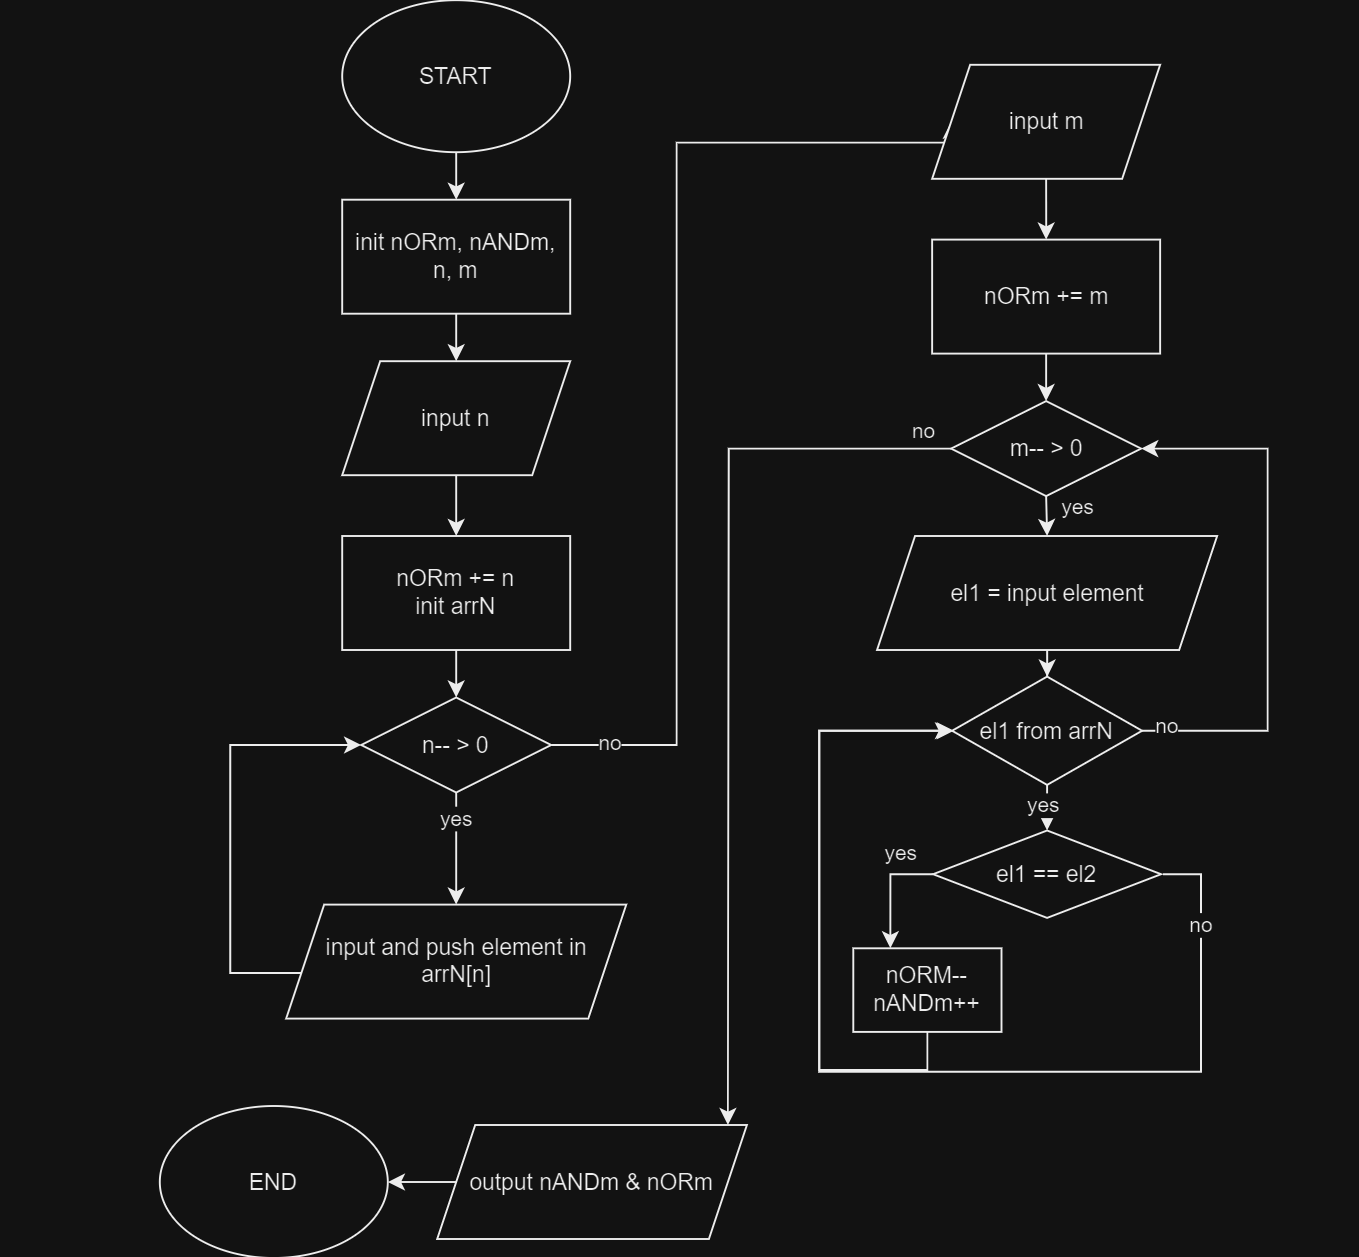 START
init nORm, nANDm,
n, m
input n
nORm += n
init arrN
n-- > 0
no
yes
input and push element in
arrN[n]
input m
nORm += m
m-- > 0
no
yes
el1 = input element
el1 from arrN
no
yes
el1 == el2
yes
no
nORM--
nANDm++
output nANDm & nORm
END